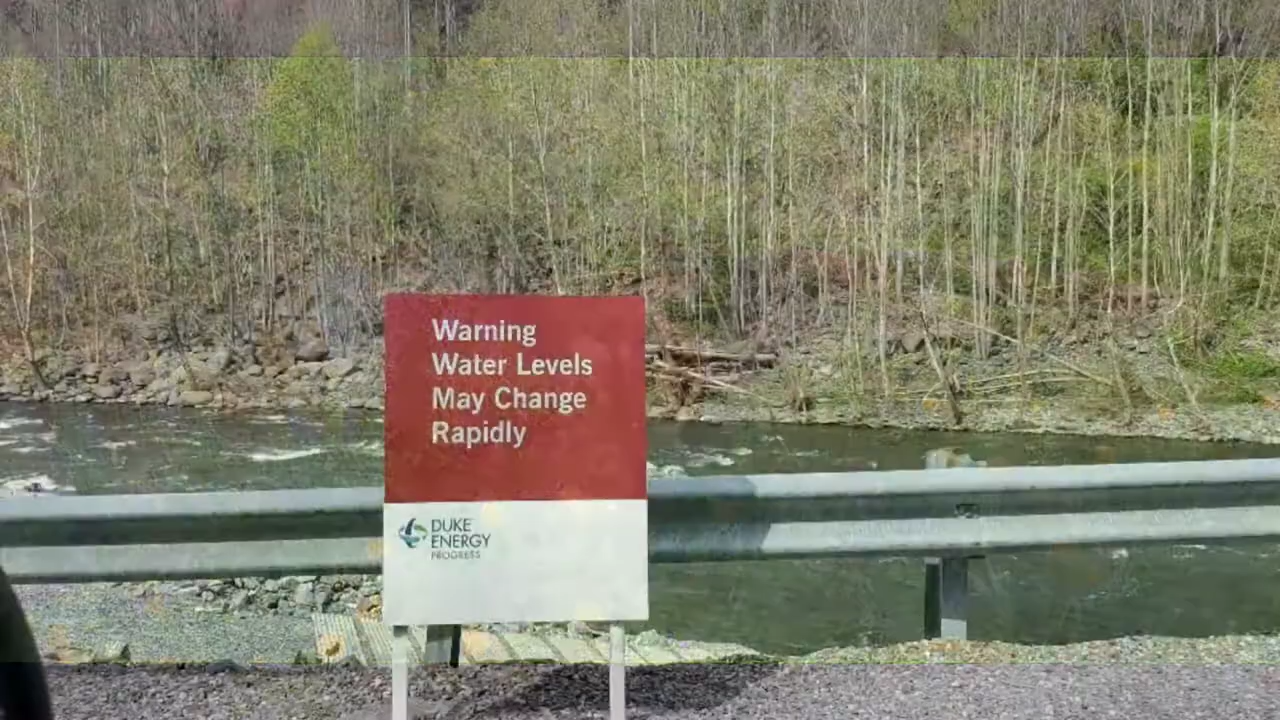 Warning
Water Levels
May Change
Rapidly
DUKE
ENERGY
PROGRESS